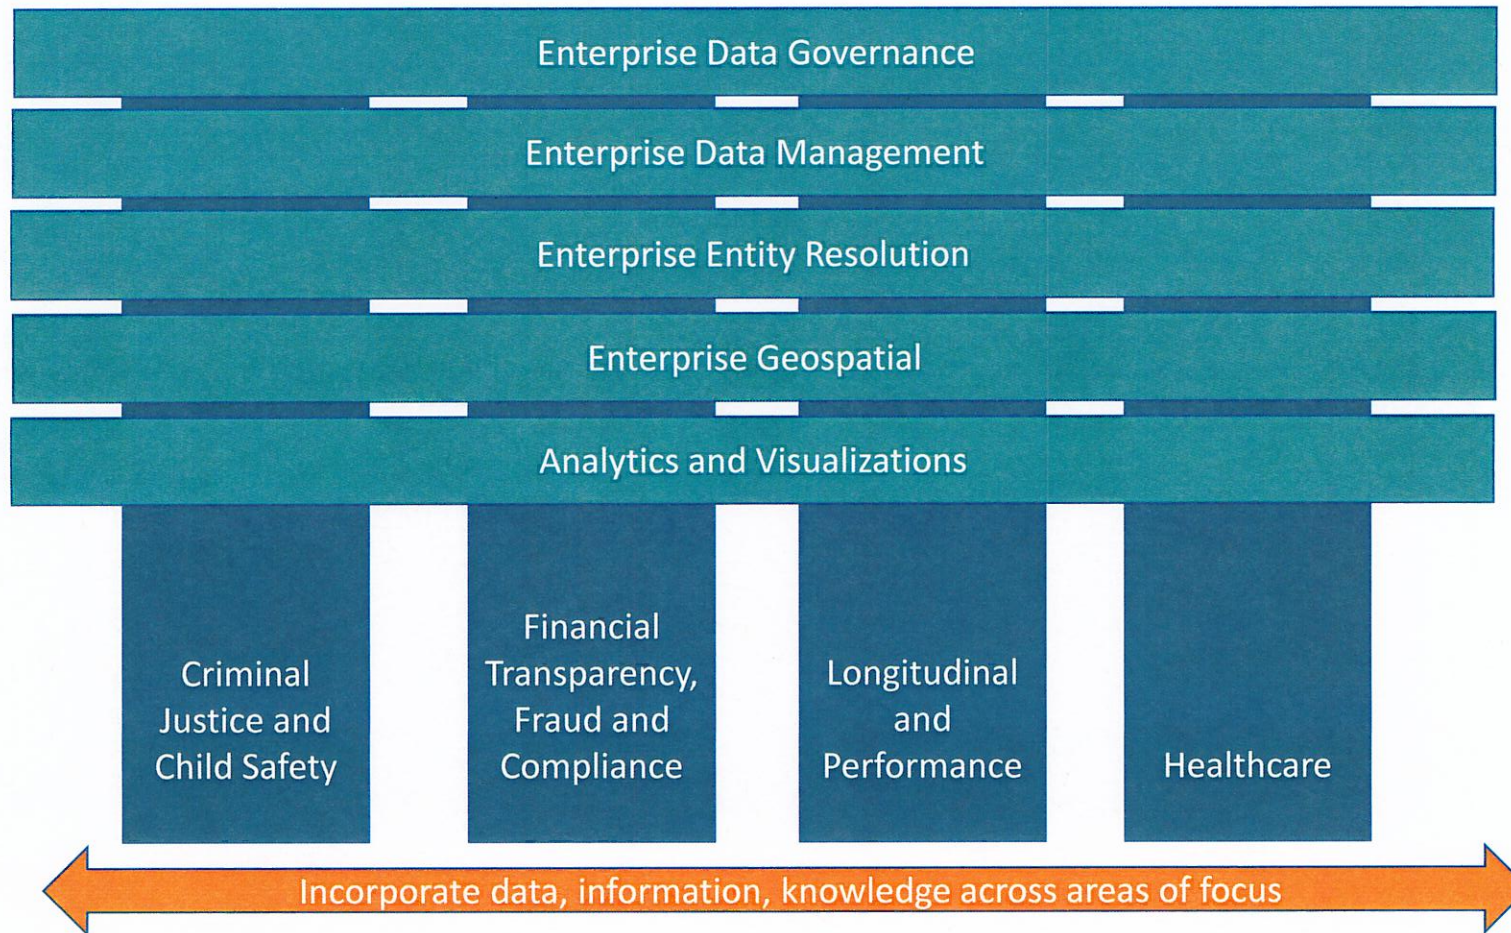 Enterprise Data Governance
Enterprise Data Management
Enterprise Entity Resolution
Enterprise Geospatial
Analytics and Visualizations
Criminal
Justice and
Child Safety
Financial
Transparency,
Fraud and
Compliance
Longitudinal
and
Performance
Healthcare
Incorporate data, information, knowledge across areas of focus